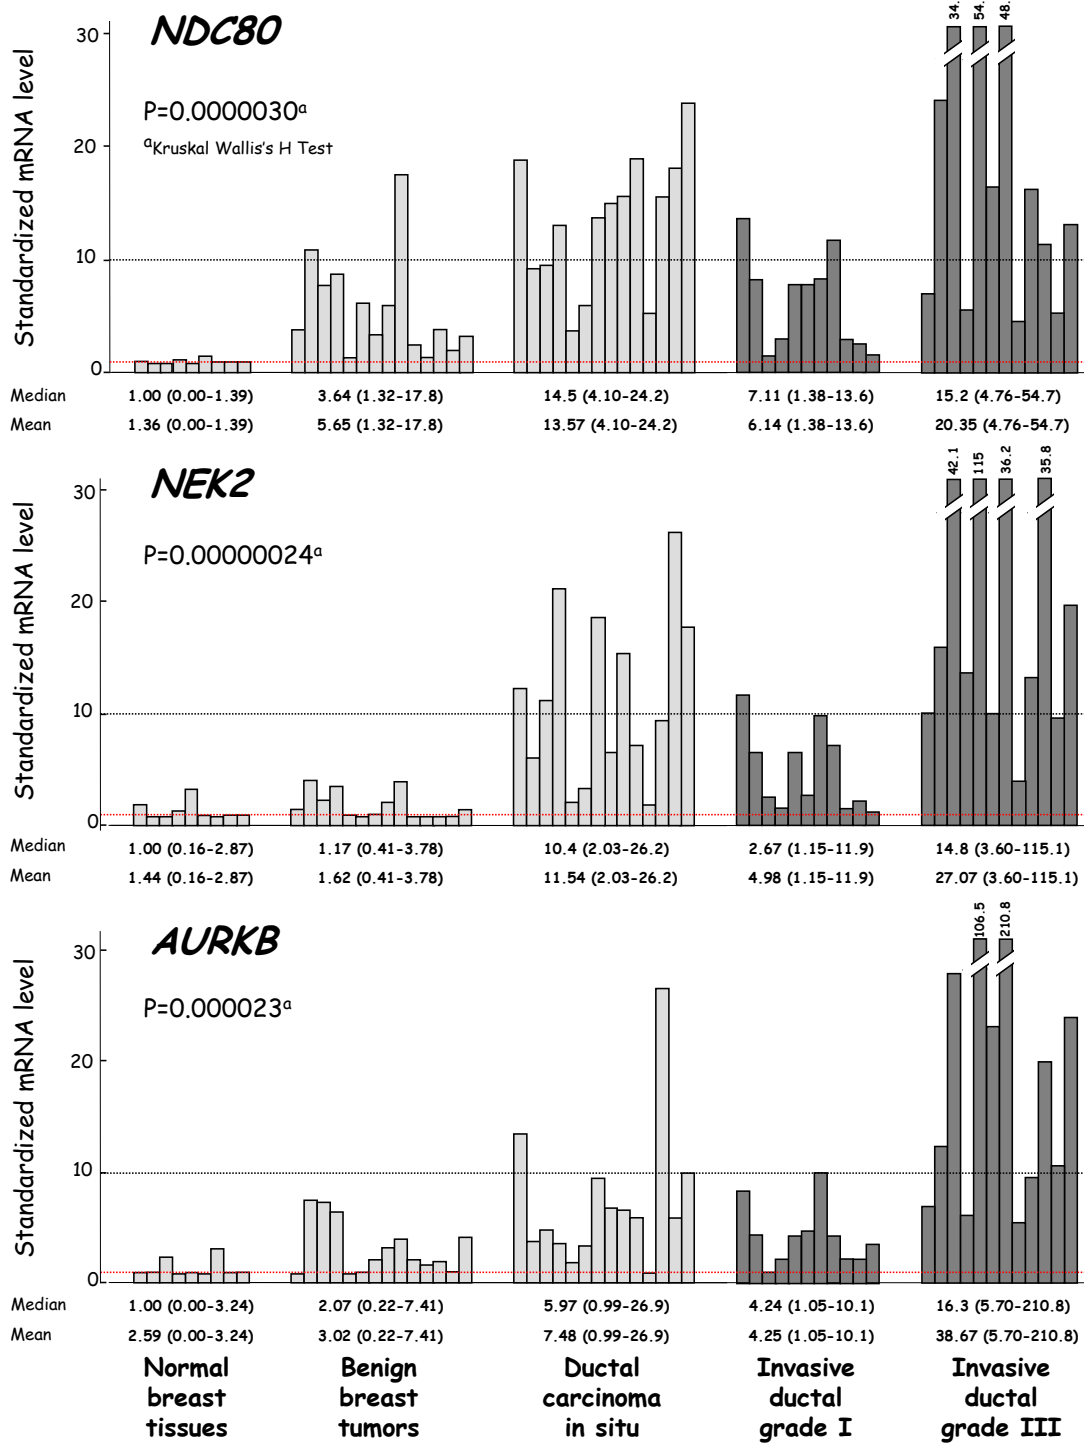 34.
54.
48.
NDC80
30
P=0.0000030a
aKruskal Wallis's H Test
20
10
0
Standardized mRNA level
Median 1.00 (0.00-1.39) 3.64 (1.32-17.8) 14.5 (4.10-24.2) 7.11 (1.38-13.6) 15.2 (4.76-54.7)
Mean 1.36 (0.00-1.39) 5.65 (1.32-17.8) 13.57 (4.10-24.2) 6.14 (1.38-13.6) 20.35 (4.76-54.7)
42.1
115
36.2
35.8
NEK2
30
P=0.00000024a
20
10
0
Standardized mRNA level
Median 1.00 (0.16-2.87) 1.17 (0.41-3.78) 10.4 (2.03-26.2) 2.67 (1.15-11.9) 14.8 (3.60-115.1)
Mean 1.44 (0.16-2.87) 1.62 (0.41-3.78) 11.54 (2.03-26.2) 4.98 (1.15-11.9) 27.07 (3.60-115.1)
106.5
210.8
AURKB
30
P=0.000023a
20
10
0
Standardized mRNA level
Median 1.00 (0.00-3.24) 2.07 (0.22-7.41) 5.97 (0.99-26.9) 4.24 (1.05-10.1) 16.3 (5.70-210.8)
Mean 2.59 (0.00-3.24) 3.02 (0.22-7.41) 7.48 (0.99-26.9) 4.25 (1.05-10.1) 38.67 (5.70-210.8)
Normal
breast
tissues
Benign
breast
tumors
Ductal
carcinoma
in situ
Invasive
ductal
grade I
Invasive
ductal
grade III